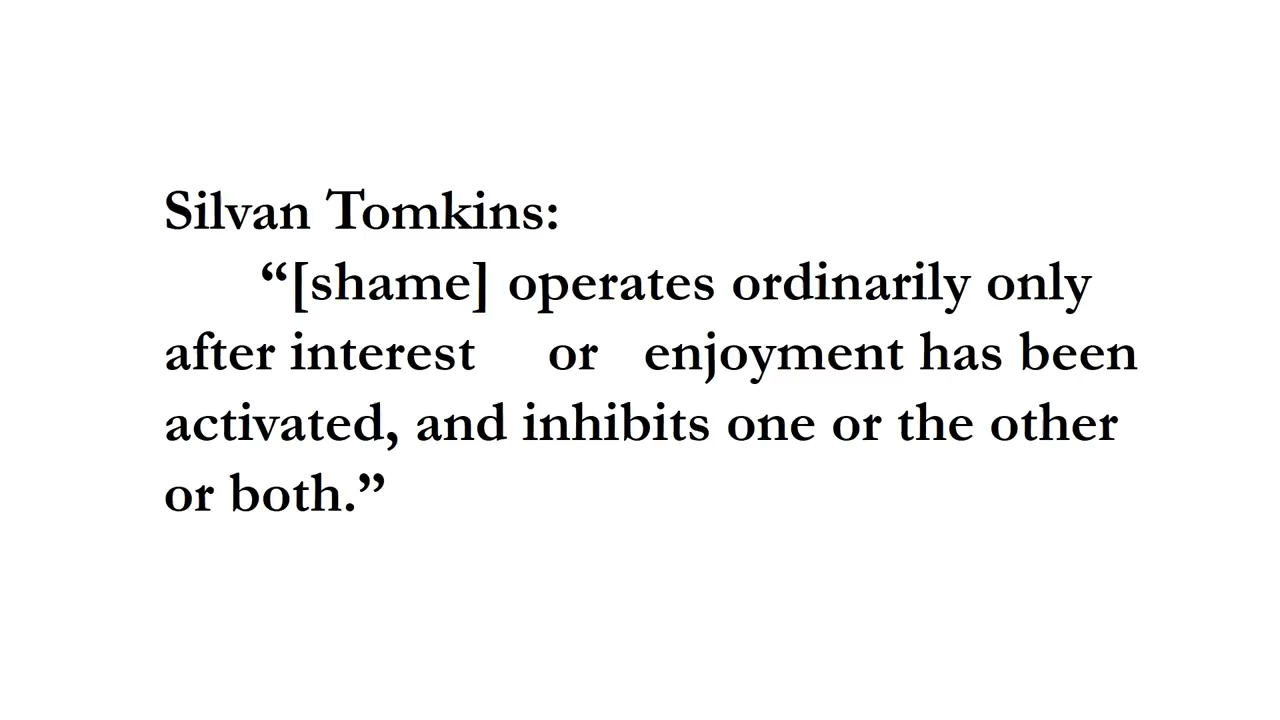 Silvan Tomkins:
“[shame] operates ordinarily only
after interest or enjoyment has been
activated, and inhibits one or the other
or both.”